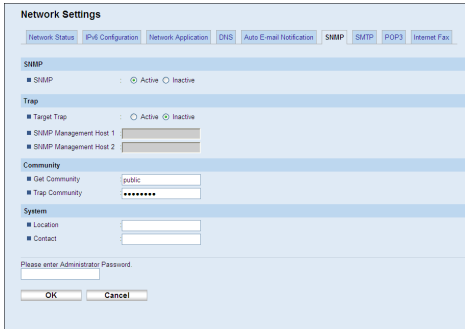 Network Settings
Network Status IPv6 Configuration Network Application DNS Auto E-mail Notification SNMP SMTP POP3 Internet Fax
SNMP
SNMP : Active Inactive
Trap
Target Trap : Active Inactive
SNMP Management Host 1 :
SNMP Management Host 2 :
Community
Get Community : public
Trap Community : ••••••••
System
Location :
Contact :
Please enter Administrator Password.
OK Cancel